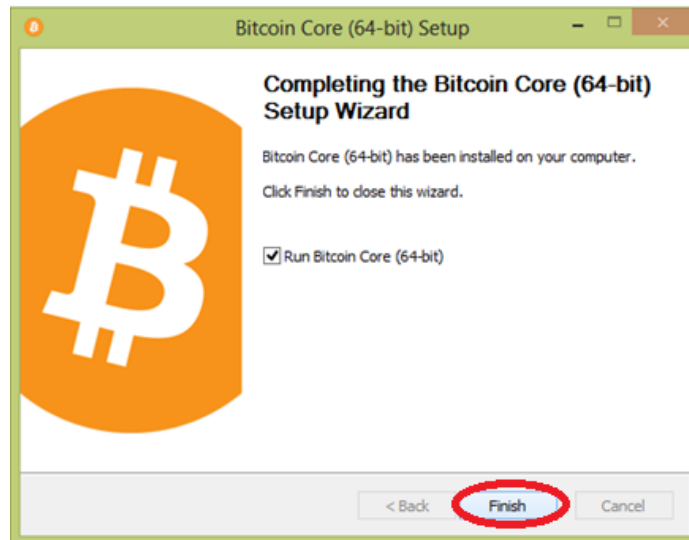 Bitcoin Core (64-bit) Setup
Completing the Bitcoin Core (64-bit)
Setup Wizard
Bitcoin Core (64-bit) has been installed on your computer.
Click Finish to close this wizard.
Run Bitcoin Core (64-bit)
< Back Finish Cancel